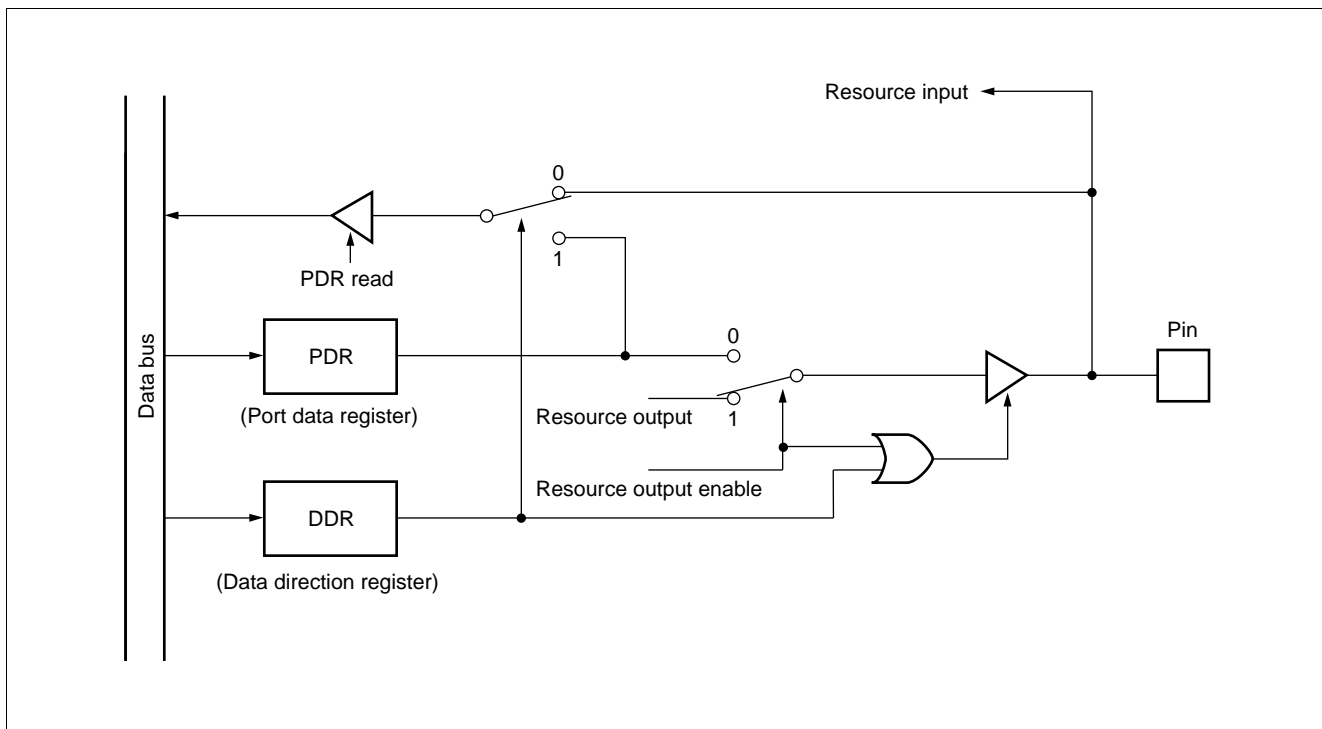 Resource input
0
1
PDR read
Data bus
PDR
(Port data register)
0
Pin
Resource output
1
Resource output enable
DDR
(Data direction register)